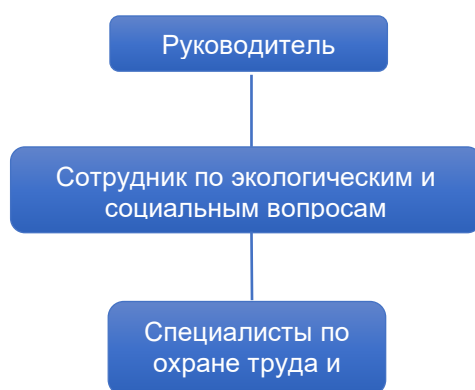 Руководитель
Сотрудник по экологическим и
социальным вопросам
Специалисты по
охране труда и